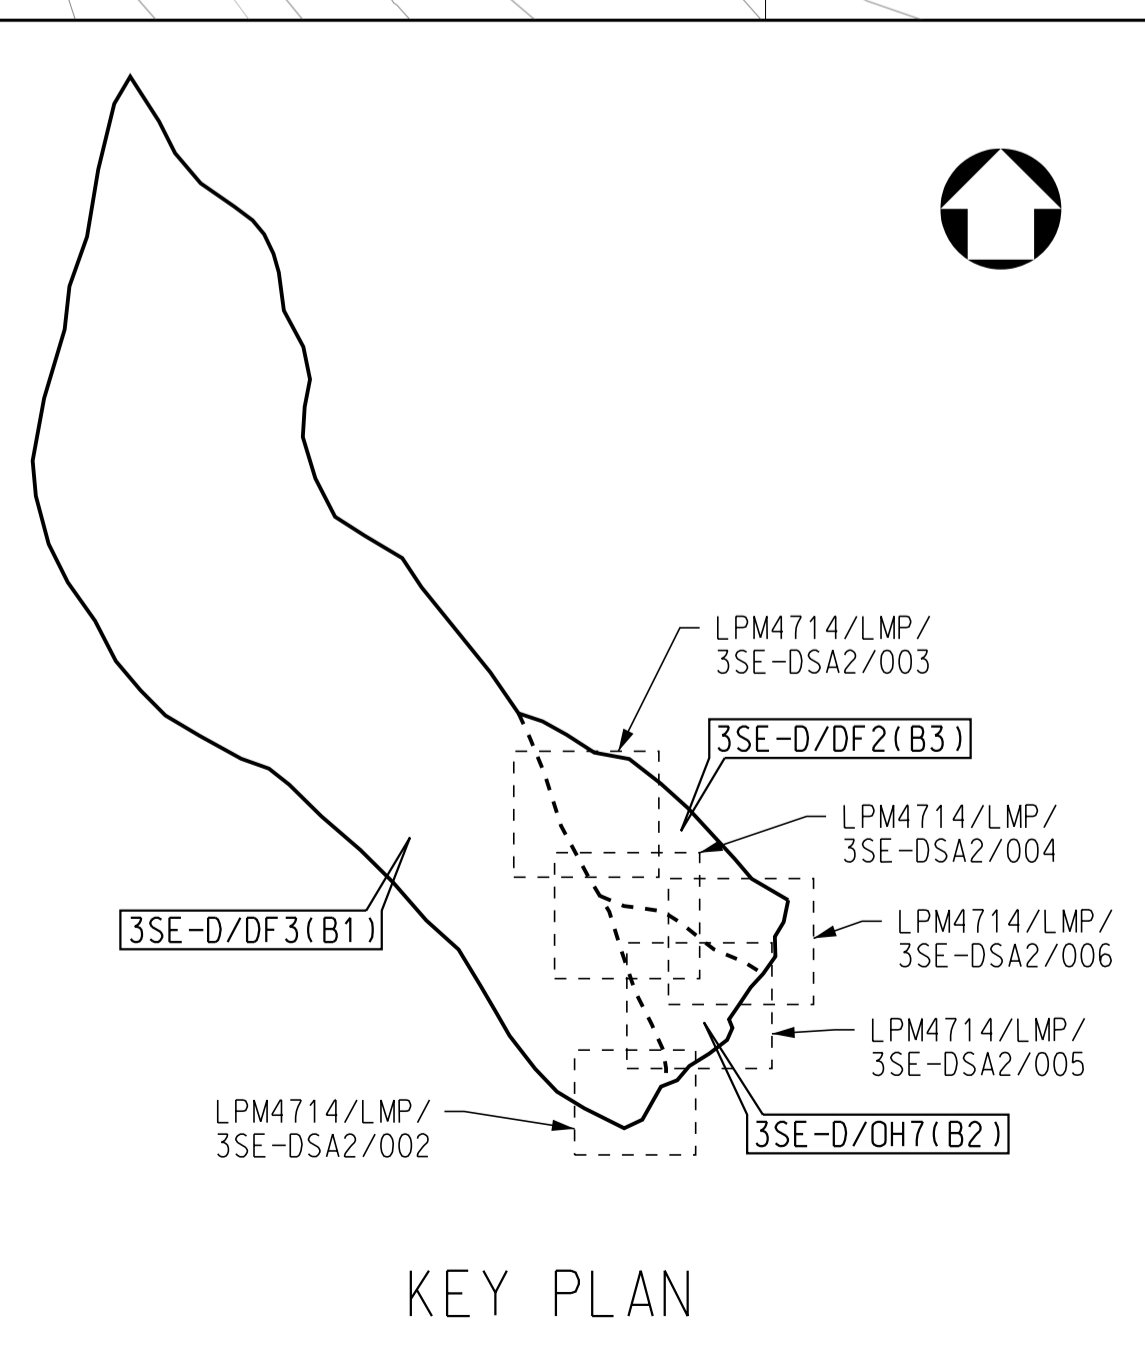 LPM4714/LMP/
3SE-DSA2/003
3SE-D/DF2(B3)
LPM4714/LMP/
3SE-DSA2/004
3SE-D/DF3(B1)
LPM4714/LMP/
3SE-DSA2/006
LPM4714/LMP/
3SE-DSA2/005
LPM4714/LMP/
3SE-DSA2/002
3SE-D/OH7(B2)
KEY PLAN